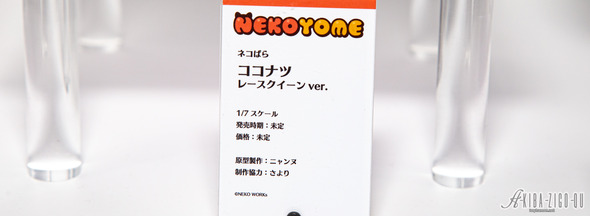 NEKOYOME
ネコぱら
ココナツ
レースクイーン ver.
1/7 スケール
発売時期：未定
価格：未定
原型製作：ニャンヌ
制作協力：さより
©NEKO WORKs
AKIBA-ZIGO-QU